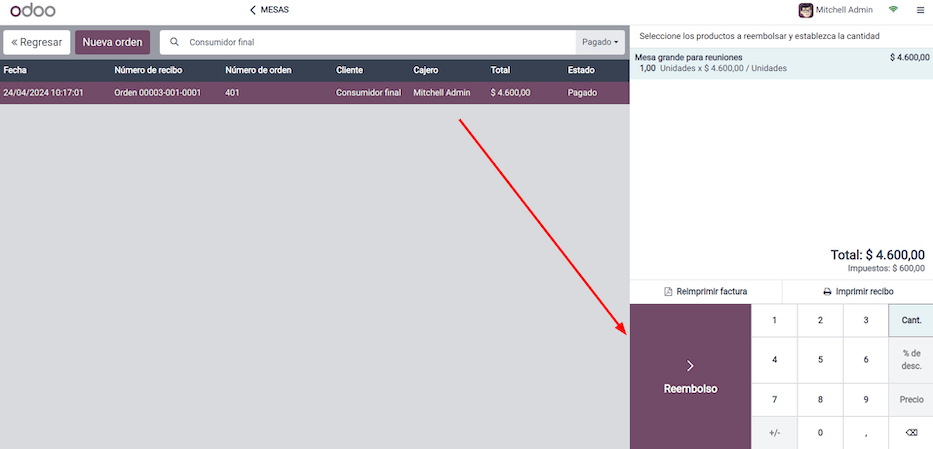 odoo
MESAS
Mitchell Admin
« Regresar
Nueva orden
Consumidor final
Pagado
Seleccione los productos a reembolsar y establezca la cantidad
Fecha Número de recibo Número de orden Cliente Cajero Total Estado
24/04/2024 10:17:01 Orden 00003-001-0001 401 Consumidor final Mitchell Admin $ 4.600,00 Pagado
Mesa grande para reuniones $ 4.600,00
1,00 Unidades x $ 4.600,00 / Unidades
Total: $ 4.600,00
Impuestos: $ 600,00
Reimprimir factura
Imprimir recibo
Reembolso
1 2 3 Cant.
4 5 6 % de
desc.
7 8 9 Precio
+/- 0 ,